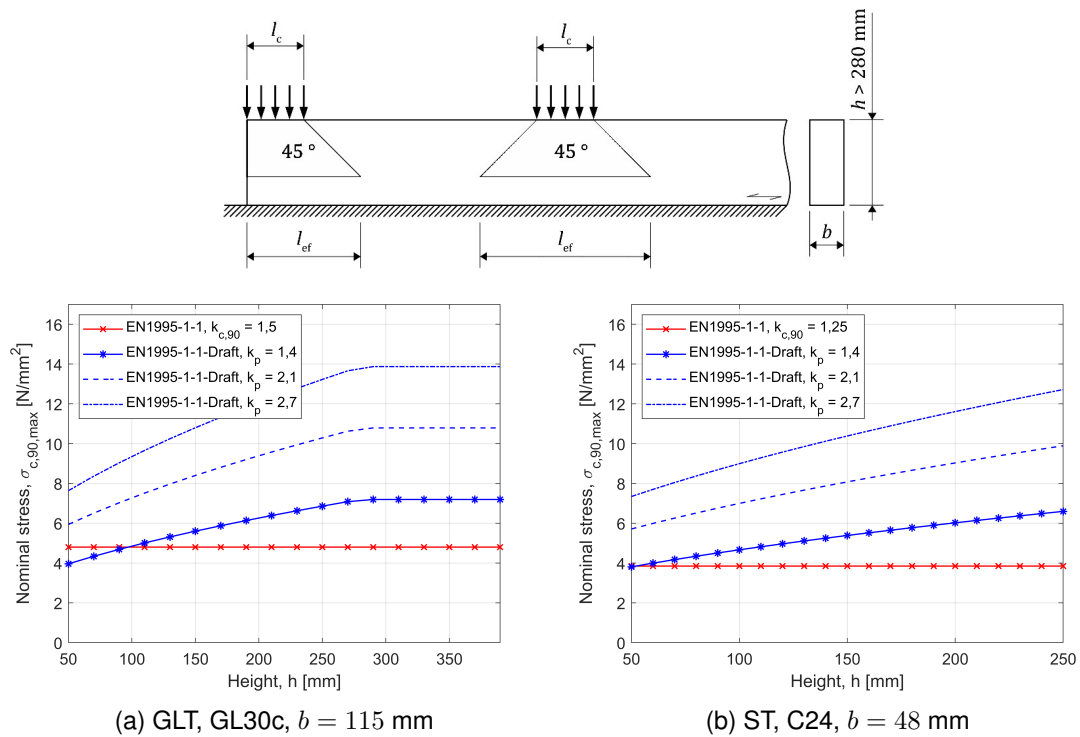 l_c
l_c
h > 280 mm
45 °
45 °
l_ef
l_ef
b
16
14
12
10
8
6
4
2
0
Nominal stress, σ_c,90,max [N/mm²]
EN1995-1-1, k_c,90 = 1,5
EN1995-1-1-Draft, k_p = 1,4
EN1995-1-1-Draft, k_p = 2,1
EN1995-1-1-Draft, k_p = 2,7
50 100 150 200 250 300 350
Height, h [mm]
(a) GLT, GL30c, b = 115 mm
16
14
12
10
8
6
4
2
0
Nominal stress, σ_c,90,max [N/mm²]
EN1995-1-1, k_c,90 = 1,25
EN1995-1-1-Draft, k_p = 1,4
EN1995-1-1-Draft, k_p = 2,1
EN1995-1-1-Draft, k_p = 2,7
50 100 150 200 250
Height, h [mm]
(b) ST, C24, b = 48 mm